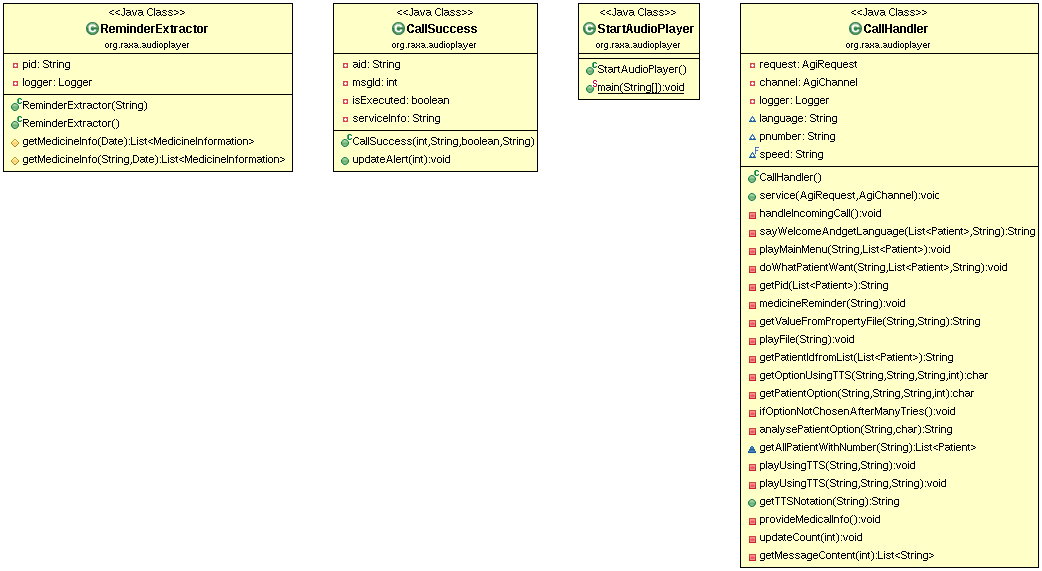 <<Java Class>>
ReminderExtractor
org.raxa.audioplayer
pid: String
logger: Logger
ReminderExtractor(String)
ReminderExtractor()
getMedicineInfo(Date):List<MedicineInformation>
getMedicineInfo(String,Date):List<MedicineInformation>
<<Java Class>>
CallSuccess
org.raxa.audioplayer
aid: String
msgId: int
isExecuted: boolean
serviceInfo: String
CallSuccess(int,String,boolean,String)
updateAlert(int):void
<<Java Class>>
StartAudioPlayer
org.raxa.audioplayer
StartAudioPlayer()
main(String[]):void
<<Java Class>>
CallHandler
org.raxa.audioplayer
request: AgiRequest
channel: AgiChannel
logger: Logger
language: String
pnumber: String
speed: String
CallHandler()
service(AgiRequest,AgiChannel):void
handleIncomingCall():void
sayWelcomeAndgetLanguage(List<Patient>,String):String
playMainMenu(String,List<Patient>):void
doWhatPatientWant(String,List<Patient>,String):void
getPid(List<Patient>):String
medicineReminder(String):void
getValueFromPropertyFile(String,String):String
playFile(String):void
getPatientIdfromList(List<Patient>):String
getOptionUsingTTS(String,String,String,int):char
getPatientOption(String,String,String,int):char
ifOptionNotChosenAfterManyTries():void
analysePatientOption(String,char):String
getAllPatientWithNumber(String):List<Patient>
playUsingTTS(String,String):void
playUsingTTS(String,String,String):void
getTTSNotation(String):String
provideMedicalInfo():void
updateCount(int):void
getMessageContent(int):List<String>